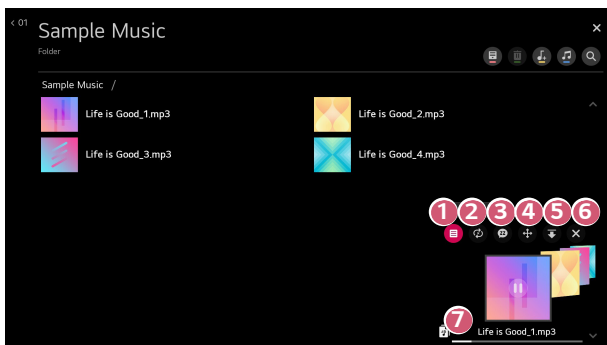 01
Sample Music
Folder
Sample Music /
Life is Good_1.mp3
Life is Good_2.mp3
Life is Good_3.mp3
Life is Good_4.mp3
1 2 3 4 5 6
7
Life is Good_1.mp3